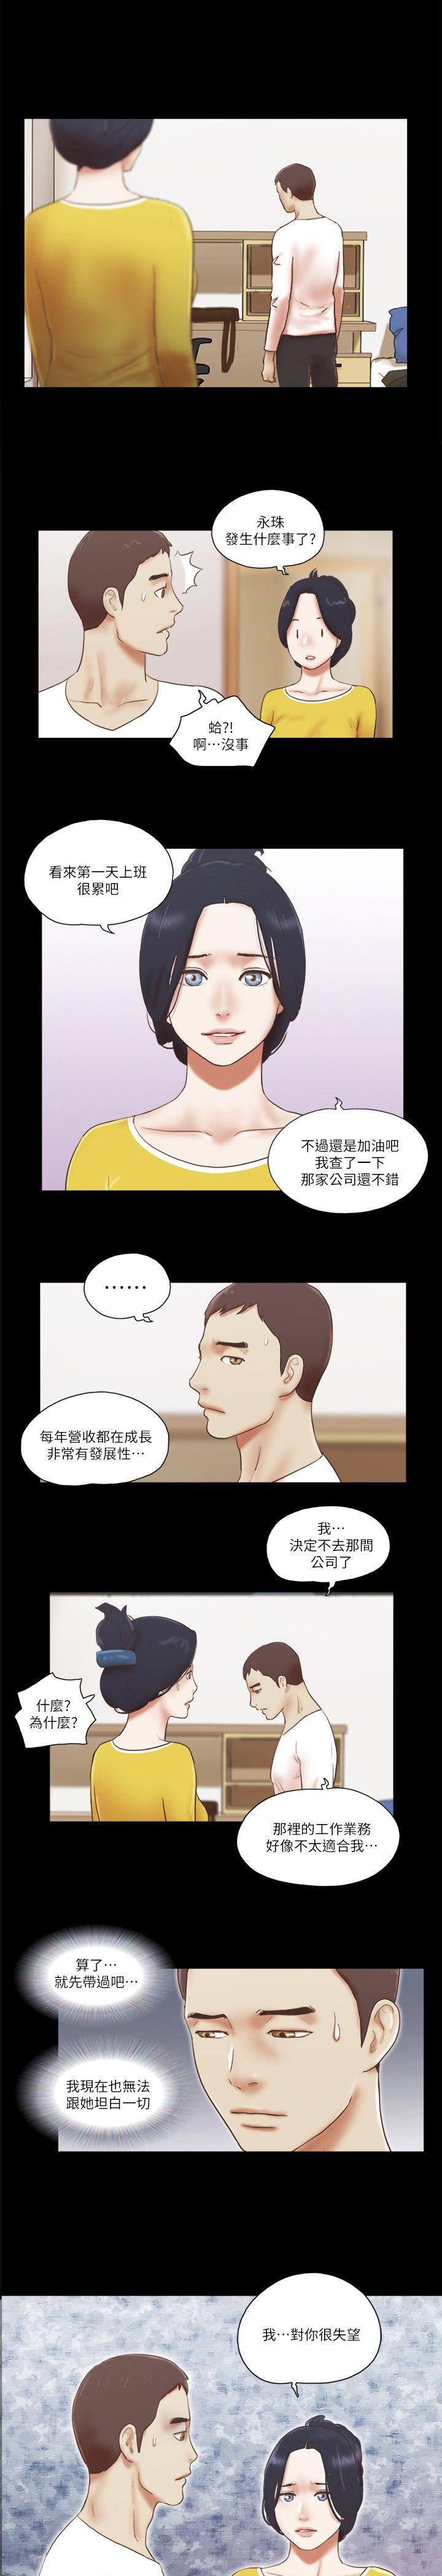 永珠
發生什麼事了?
蛤?!
啊⋯沒事
看來第一天上班
很累吧
不過還是加油吧
我查了一下
那家公司還不錯
⋯⋯
每年營收都在成長
非常有發展性⋯
我⋯
決定不去那間
公司了
什麼?
為什麼?
那裡的工作業務
好像不太適合我⋯
算了⋯
就先帶過吧⋯
我現在也無法
跟她坦白一切
我⋯對你很失望